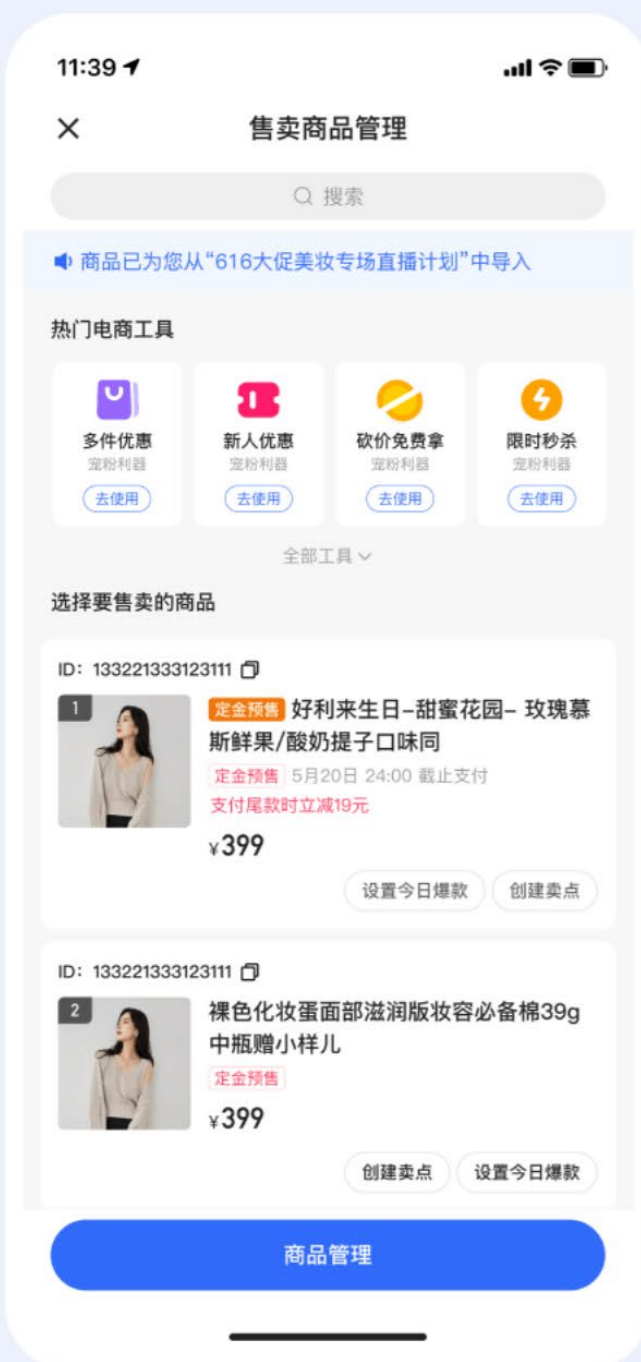 11:39
售卖商品管理
搜索
商品已为您从“616大促美妆专场直播计划”中导入
热门电商工具
多件优惠 新人优惠 砍价免费拿 限时秒杀
宠粉利器 宠粉利器 宠粉利器 宠粉利器
去使用 去使用 去使用 去使用
全部工具
选择要售卖的商品
ID: 133221333123111
1
定金预售 好利来生日-甜蜜花园- 玫瑰慕
斯鲜果/酸奶提子口味同
定金预售 5月20日 24:00 截止支付
支付尾款时立减19元
¥399
设置今日爆款 创建卖点
ID: 133221333123111
2
裸色化妆蛋面部滋润版妆容必备棉39g
中瓶赠小样儿
定金预售
¥399
创建卖点 设置今日爆款
商品管理